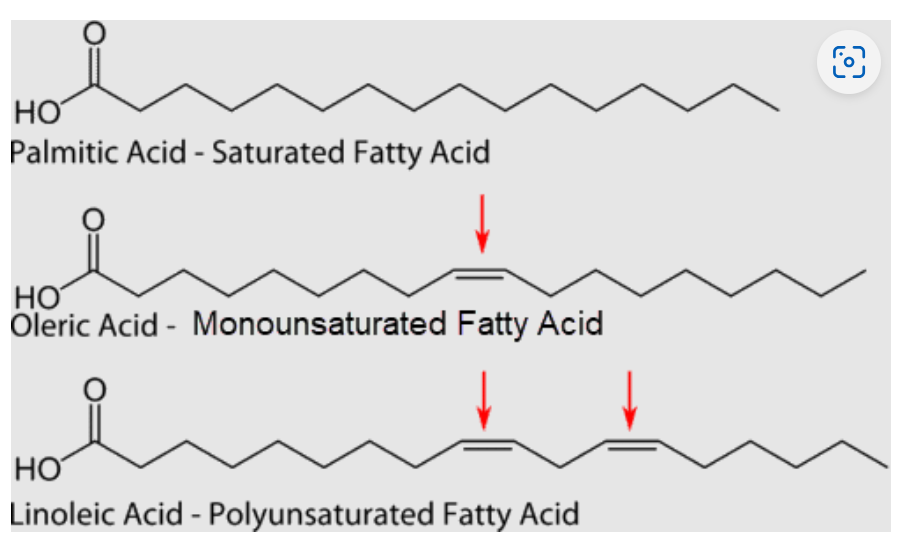 O
HO
Palmitic Acid - Saturated Fatty Acid
O
HO
Oleric Acid - Monounsaturated Fatty Acid
O
HO
Linoleic Acid - Polyunsaturated Fatty Acid